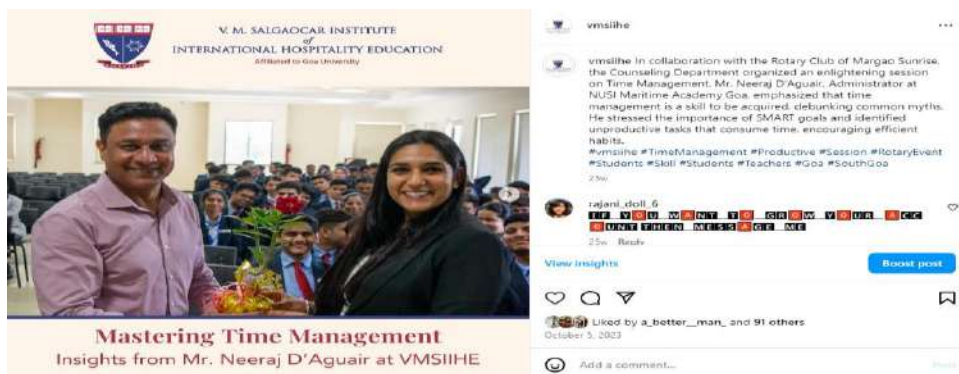 V. M. SALGAOCAR INSTITUTE
of
INTERNATIONAL HOSPITALITY EDUCATION
Affiliated to Goa University
Mastering Time Management
Insights from Mr. Neeraj D'Aguair at VMSIIHE
vmsiihe
vmsiihe In collaboration with the Rotary Club of Margao Sunrise,
the Counseling Department organized an enlightening session
on Time Management. Mr. Neeraj D'Aguair, Administrator at
NUSI Maritime Academy Goa, emphasized that time
management is a skill to be acquired, debunking common myths.
He stressed the importance of SMART goals and identified
unproductive tasks that consume time, encouraging efficient
habits.
#vmsiihe #TimeManagement #Productive #Session #RotaryEvent
#Students #Skill #Students #Teachers #Goa #SouthGoa
rajani_doll_6
IF YOU WANT TO GROW YOUR ACC
OUNT THEN MESSAGE ME
Reply
View insights
Boost post
Liked by a_better__man_ and 91 others
October 5, 2023
Add a comment...
Post